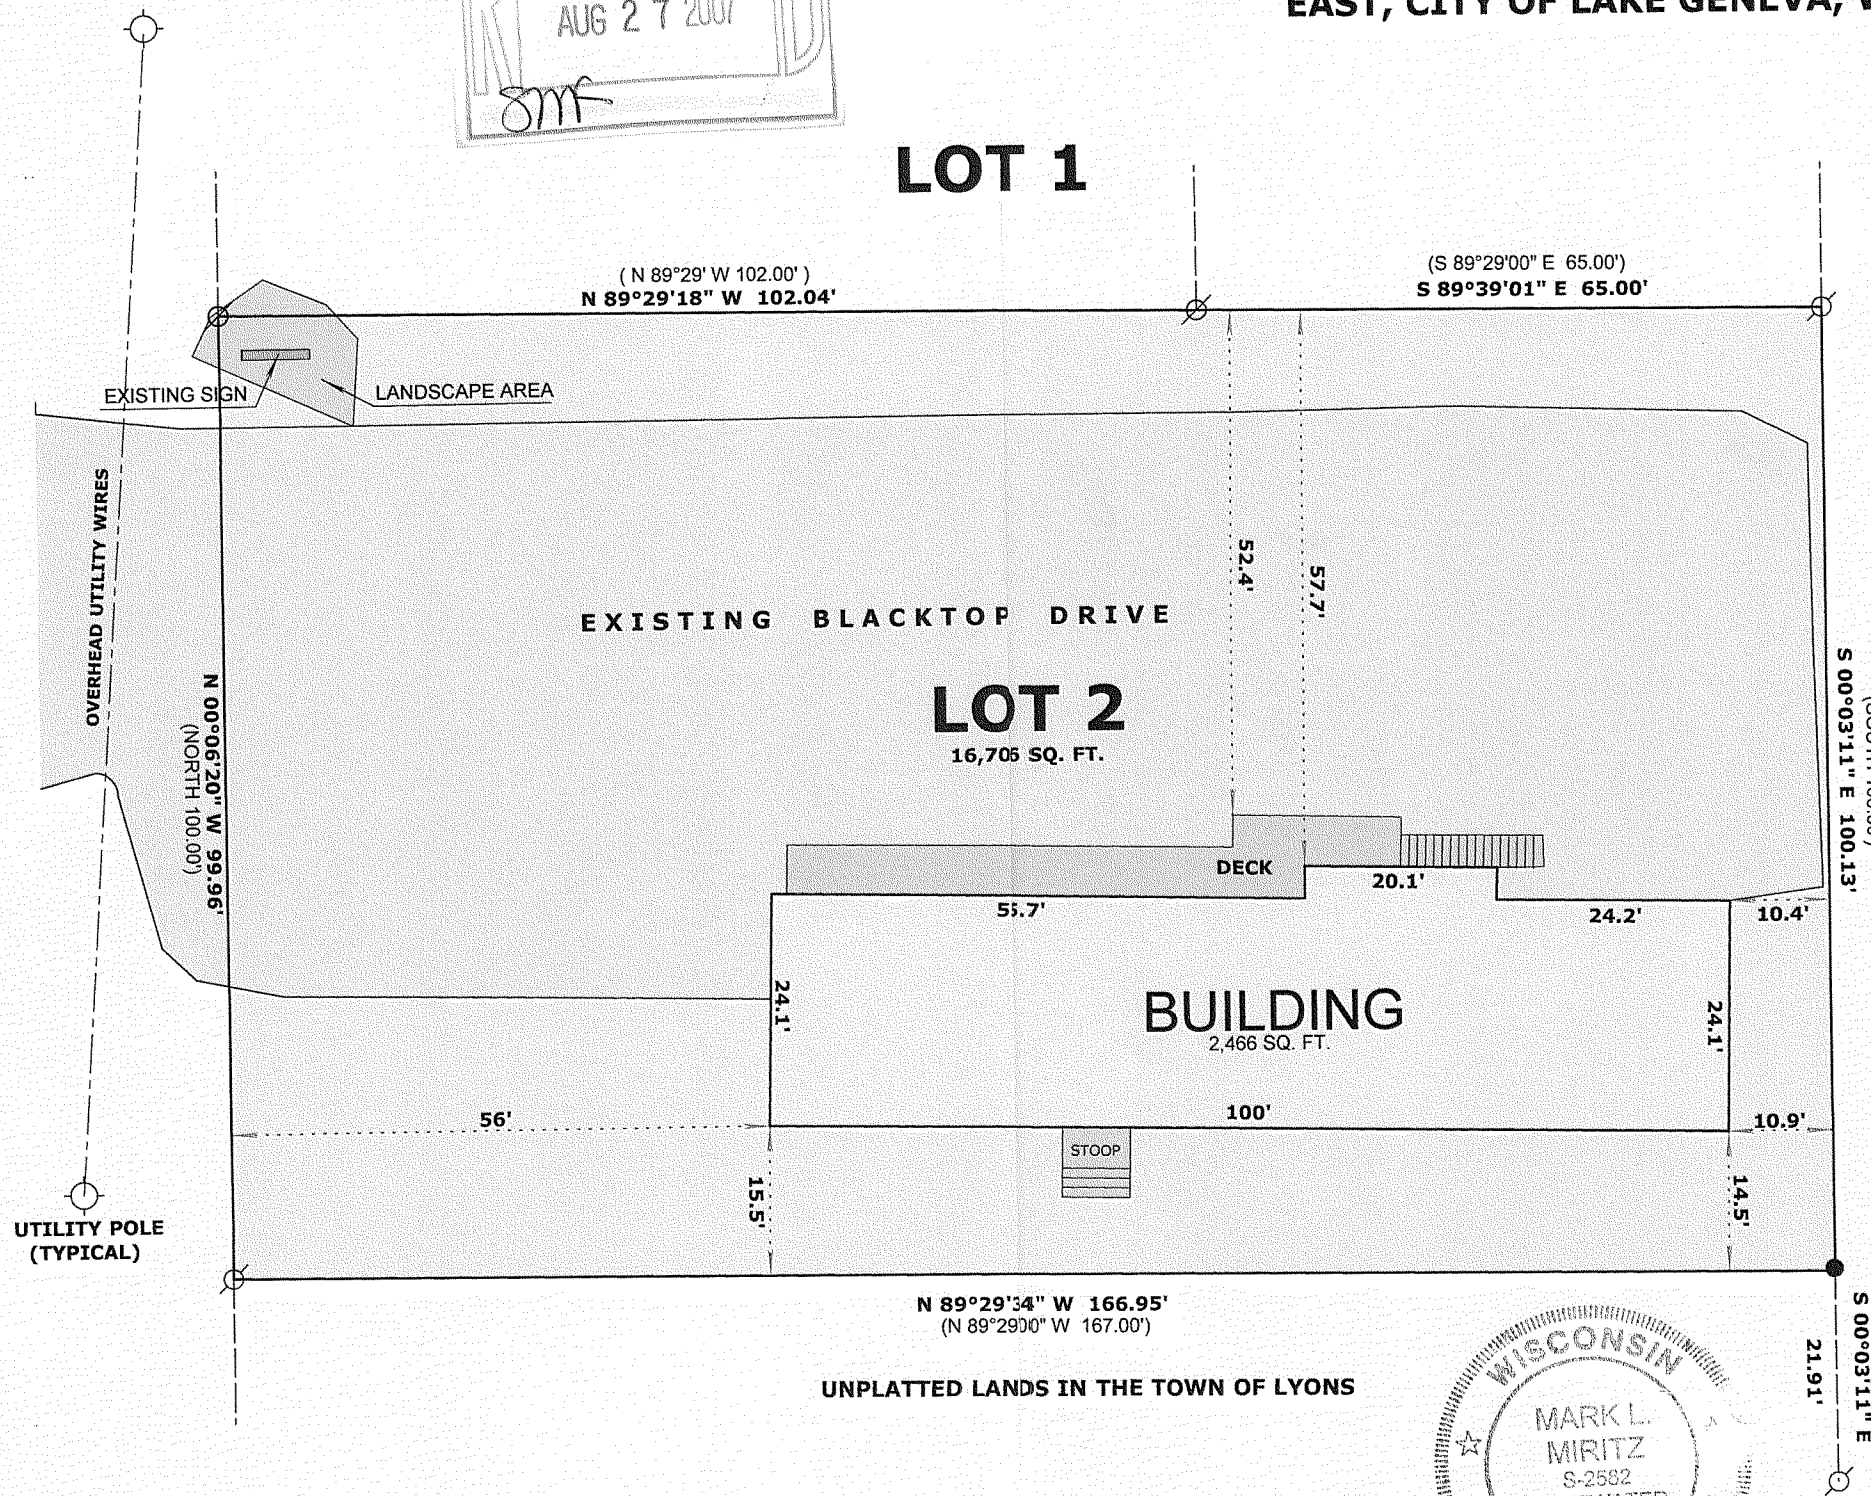 EAST, CITY OF LAKE GENEVA,
AUG 27 2007
LOT 1
( N 89°29' W 102.00' )
N 89°29'18" W 102.04'
(S 89°29'00" E 65.00')
S 89°39'01" E 65.00'
EXISTING SIGN
LANDSCAPE AREA
OVERHEAD UTILITY WIRES
52.4'
57.7'
EXISTING BLACKTOP DRIVE
LOT 2
16,705 SQ. FT.
N 00°06'20" W 99.96'
(NORTH 100.00')
S 00°03'11" E 100.13'
DECK
20.1'
55.7'
24.2'
10.4'
24.1'
BUILDING
2,466 SQ. FT.
24.1'
56'
100'
10.9'
STOOP
15.5'
14.5'
UTILITY POLE
(TYPICAL)
N 89°29'34" W 166.95'
(N 89°29'00" W 167.00')
UNPLATTED LANDS IN THE TOWN OF LYONS
21.91'
S 00°03'11" E
WISCONSIN
MARK L.
MIRITZ
S-2582